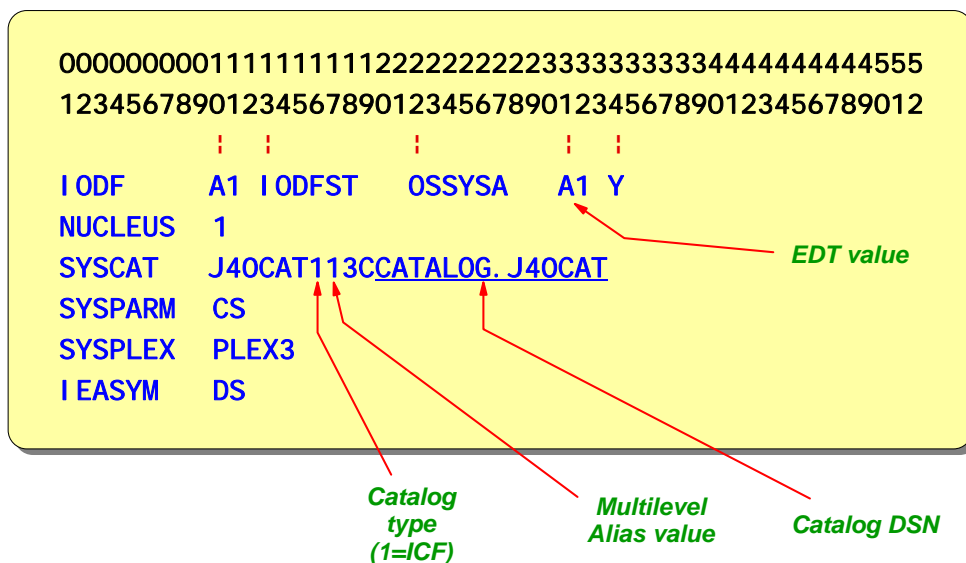 0000000001111111111222222222233333333334444444444555
1234567890123456789012345678901234567890123456789012
IODF A1 IODFST OSSYSA A1 Y
NUCLEUS 1
EDT value
SYSCAT J40CAT113CCATALOG.J40CAT
SYSPARM CS
SYSPLEX PLEX3
IEASYM DS
Catalog
type
(1=ICF)
Multilevel
Alias value
Catalog DSN